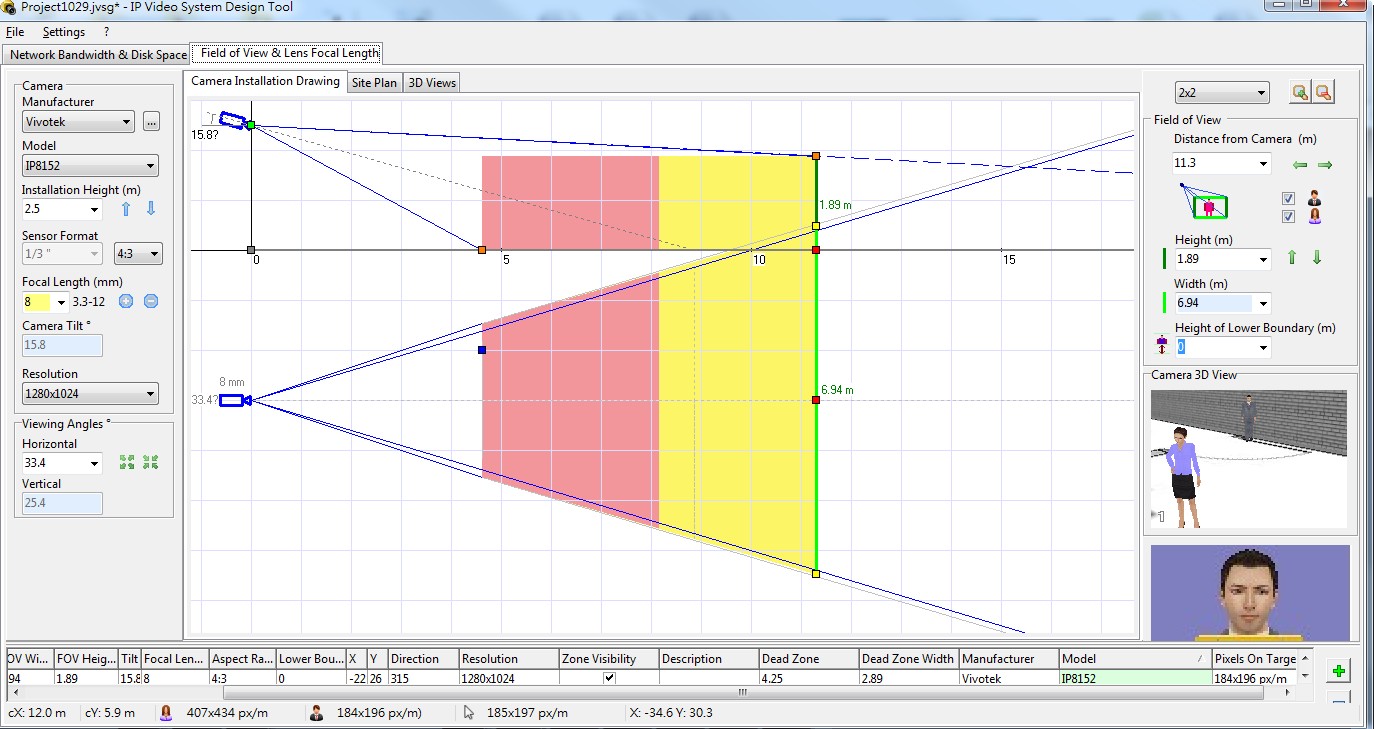 Project1029.jvsg* - IP Video System Design Tool
File Settings ?
Network Bandwidth & Disk Space Field of View & Lens Focal Length
Camera Installation Drawing Site Plan 3D Views
Camera
Manufacturer
Vivotek ...
Model
IP8152
Installation Height (m)
2.5
Sensor Format
1/3 " 4:3
Focal Length (mm)
8 3.3-12
Camera Tilt °
15.8
Resolution
1280x1024
Viewing Angles °
Horizontal
33.4
Vertical
25.4
15.8?
1.89 m
0 5 10 15
8 mm
33.4?
6.94 m
2x2
Field of View
Distance from Camera (m)
11.3
Height (m)
1.89
Width (m)
6.94
Height of Lower Boundary (m)
0
Camera 3D View
1
OV Wi... FOV Heig... Tilt Focal Len... Aspect Ra... Lower Bou... X Y Direction Resolution Zone Visibility Description Dead Zone Dead Zone Width Manufacturer Model Pixels On Targe
94 1.89 15.8 8 4:3 0 -22 26 315 1280x1024 4.25 2.89 Vivotek IP8152 184x196 px/m
cX: 12.0 m cY: 5.9 m 407x434 px/m 184x196 px/m) 185x197 px/m X: -34.6 Y: 30.3